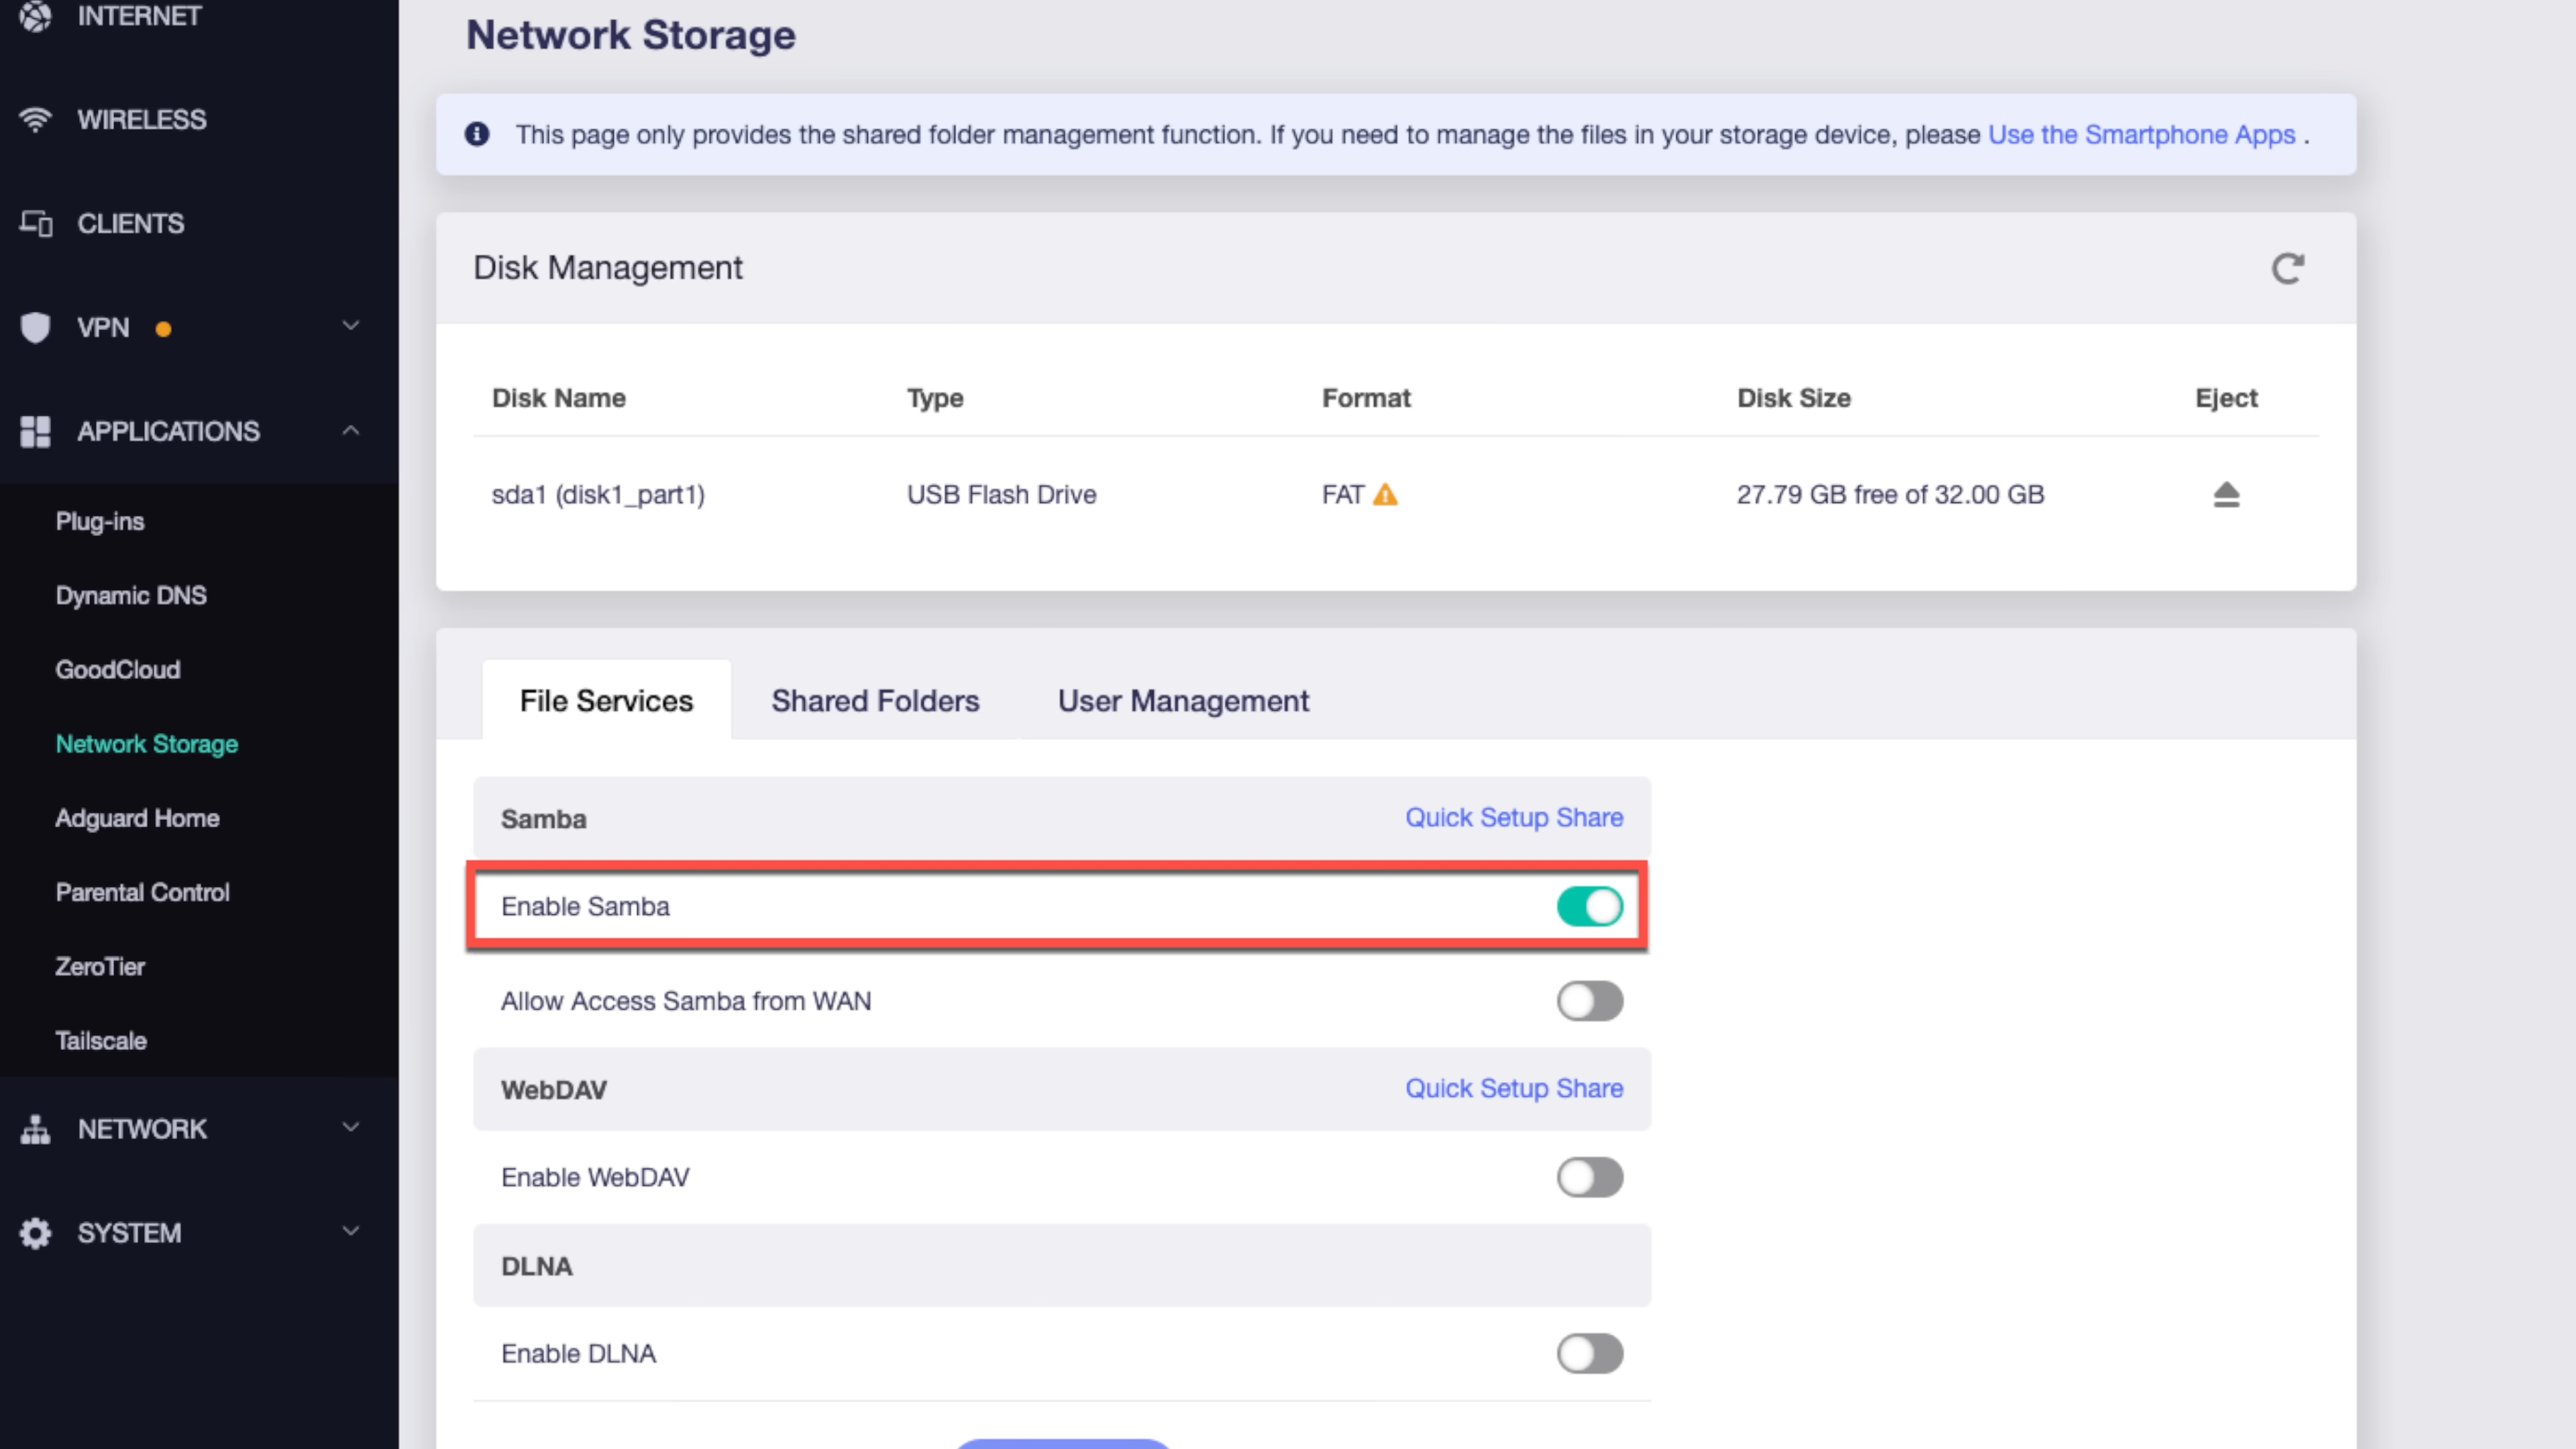 INTERNET
WIRELESS
CLIENTS
VPN
APPLICATIONS
Plug-ins
Dynamic DNS
GoodCloud
Network Storage
Adguard Home
Parental Control
ZeroTier
Tailscale
NETWORK
SYSTEM
Network Storage
This page only provides the shared folder management function. If you need to manage the files in your storage device, please Use the Smartphone Apps .
Disk Management
Disk Name Type Format Disk Size Eject
sda1 (disk1_part1) USB Flash Drive FAT 27.79 GB free of 32.00 GB
File Services Shared Folders User Management
Samba Quick Setup Share
Enable Samba
Allow Access Samba from WAN
WebDAV Quick Setup Share
Enable WebDAV
DLNA
Enable DLNA